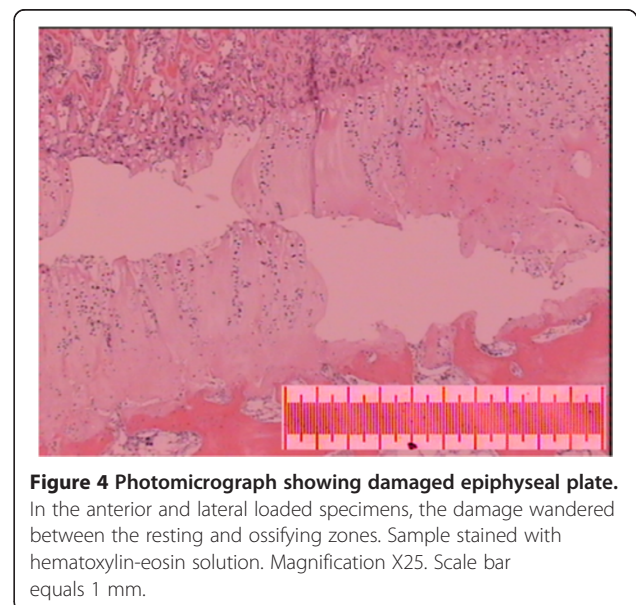 Figure 4 Photomicrograph showing damaged epiphyseal plate.
In the anterior and lateral loaded specimens, the damage wandered
between the resting and ossifying zones. Sample stained with
hematoxylin-eosin solution. Magnification X25. Scale bar
equals 1 mm.